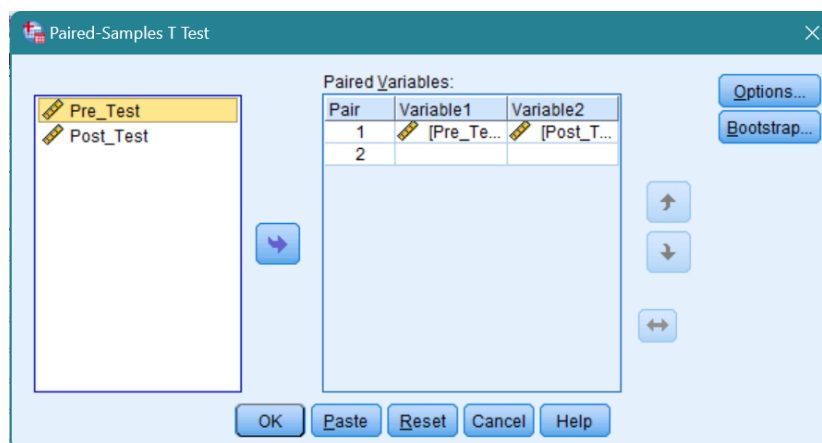 Paired-Samples T Test
Pre_Test
Post_Test
Paired Variables:
Pair Variable1 Variable2
1 [Pre_Te... [Post_T...
2
Options...
Bootstrap...
OK Paste Reset Cancel Help